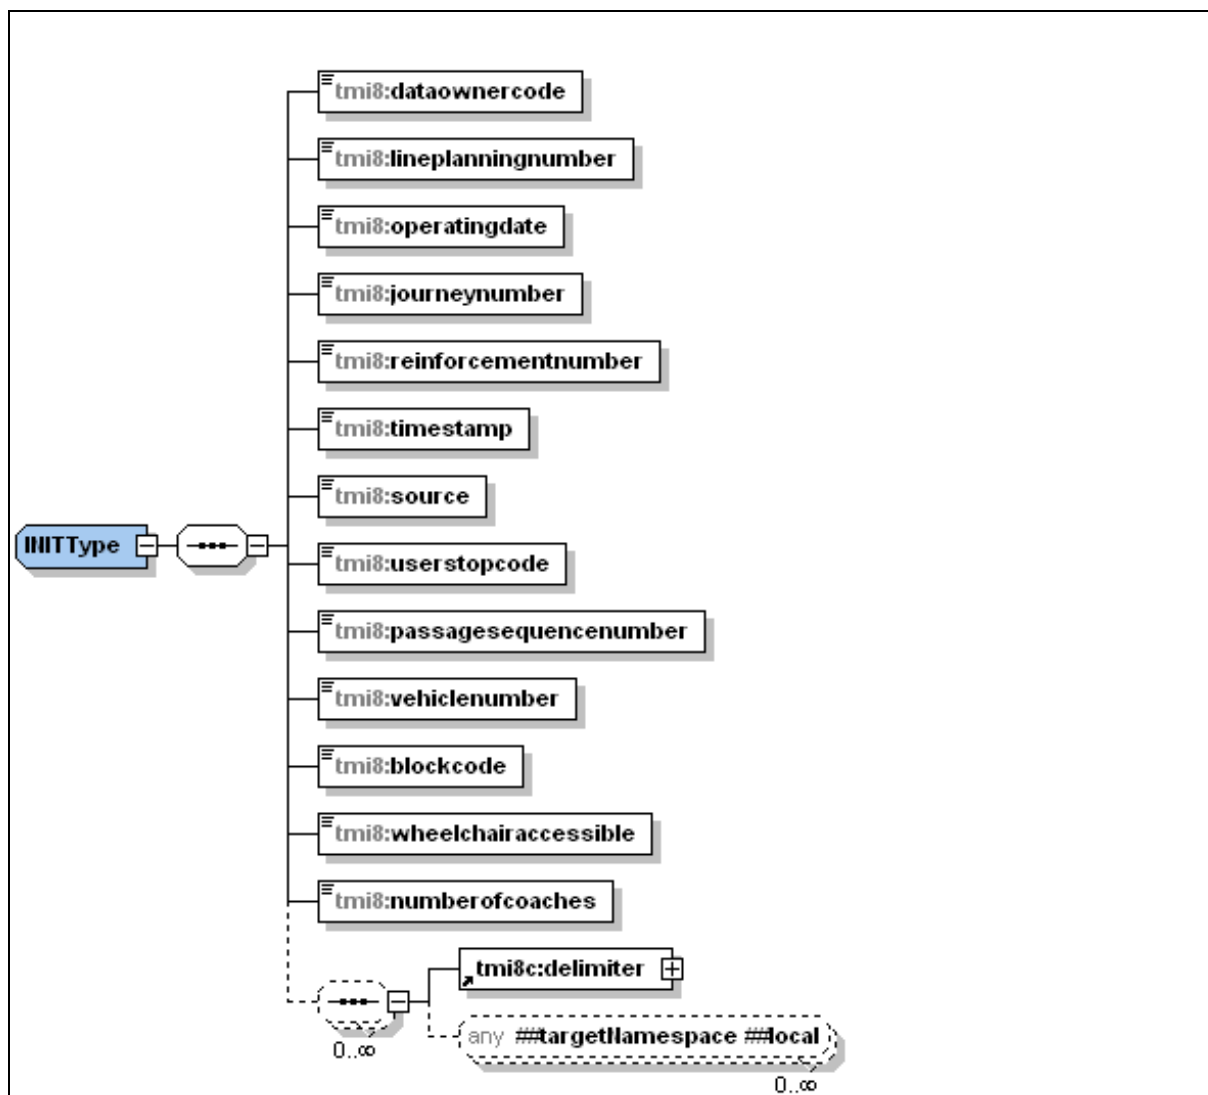 tmi8:dataownercode
tmi8:lineplanningnumber
tmi8:operatingdate
tmi8:journeynumber
tmi8:reinforcementnumber
tmi8:timestamp
tmi8:source
INITType
tmi8:userstopcode
tmi8:passagesequencenumber
tmi8:vehiclenumber
tmi8:blockcode
tmi8:wheelchairaccessible
tmi8:numberofcoaches
tmi8c:delimiter
any ##targetNamespace ##local
0..∞
0..∞